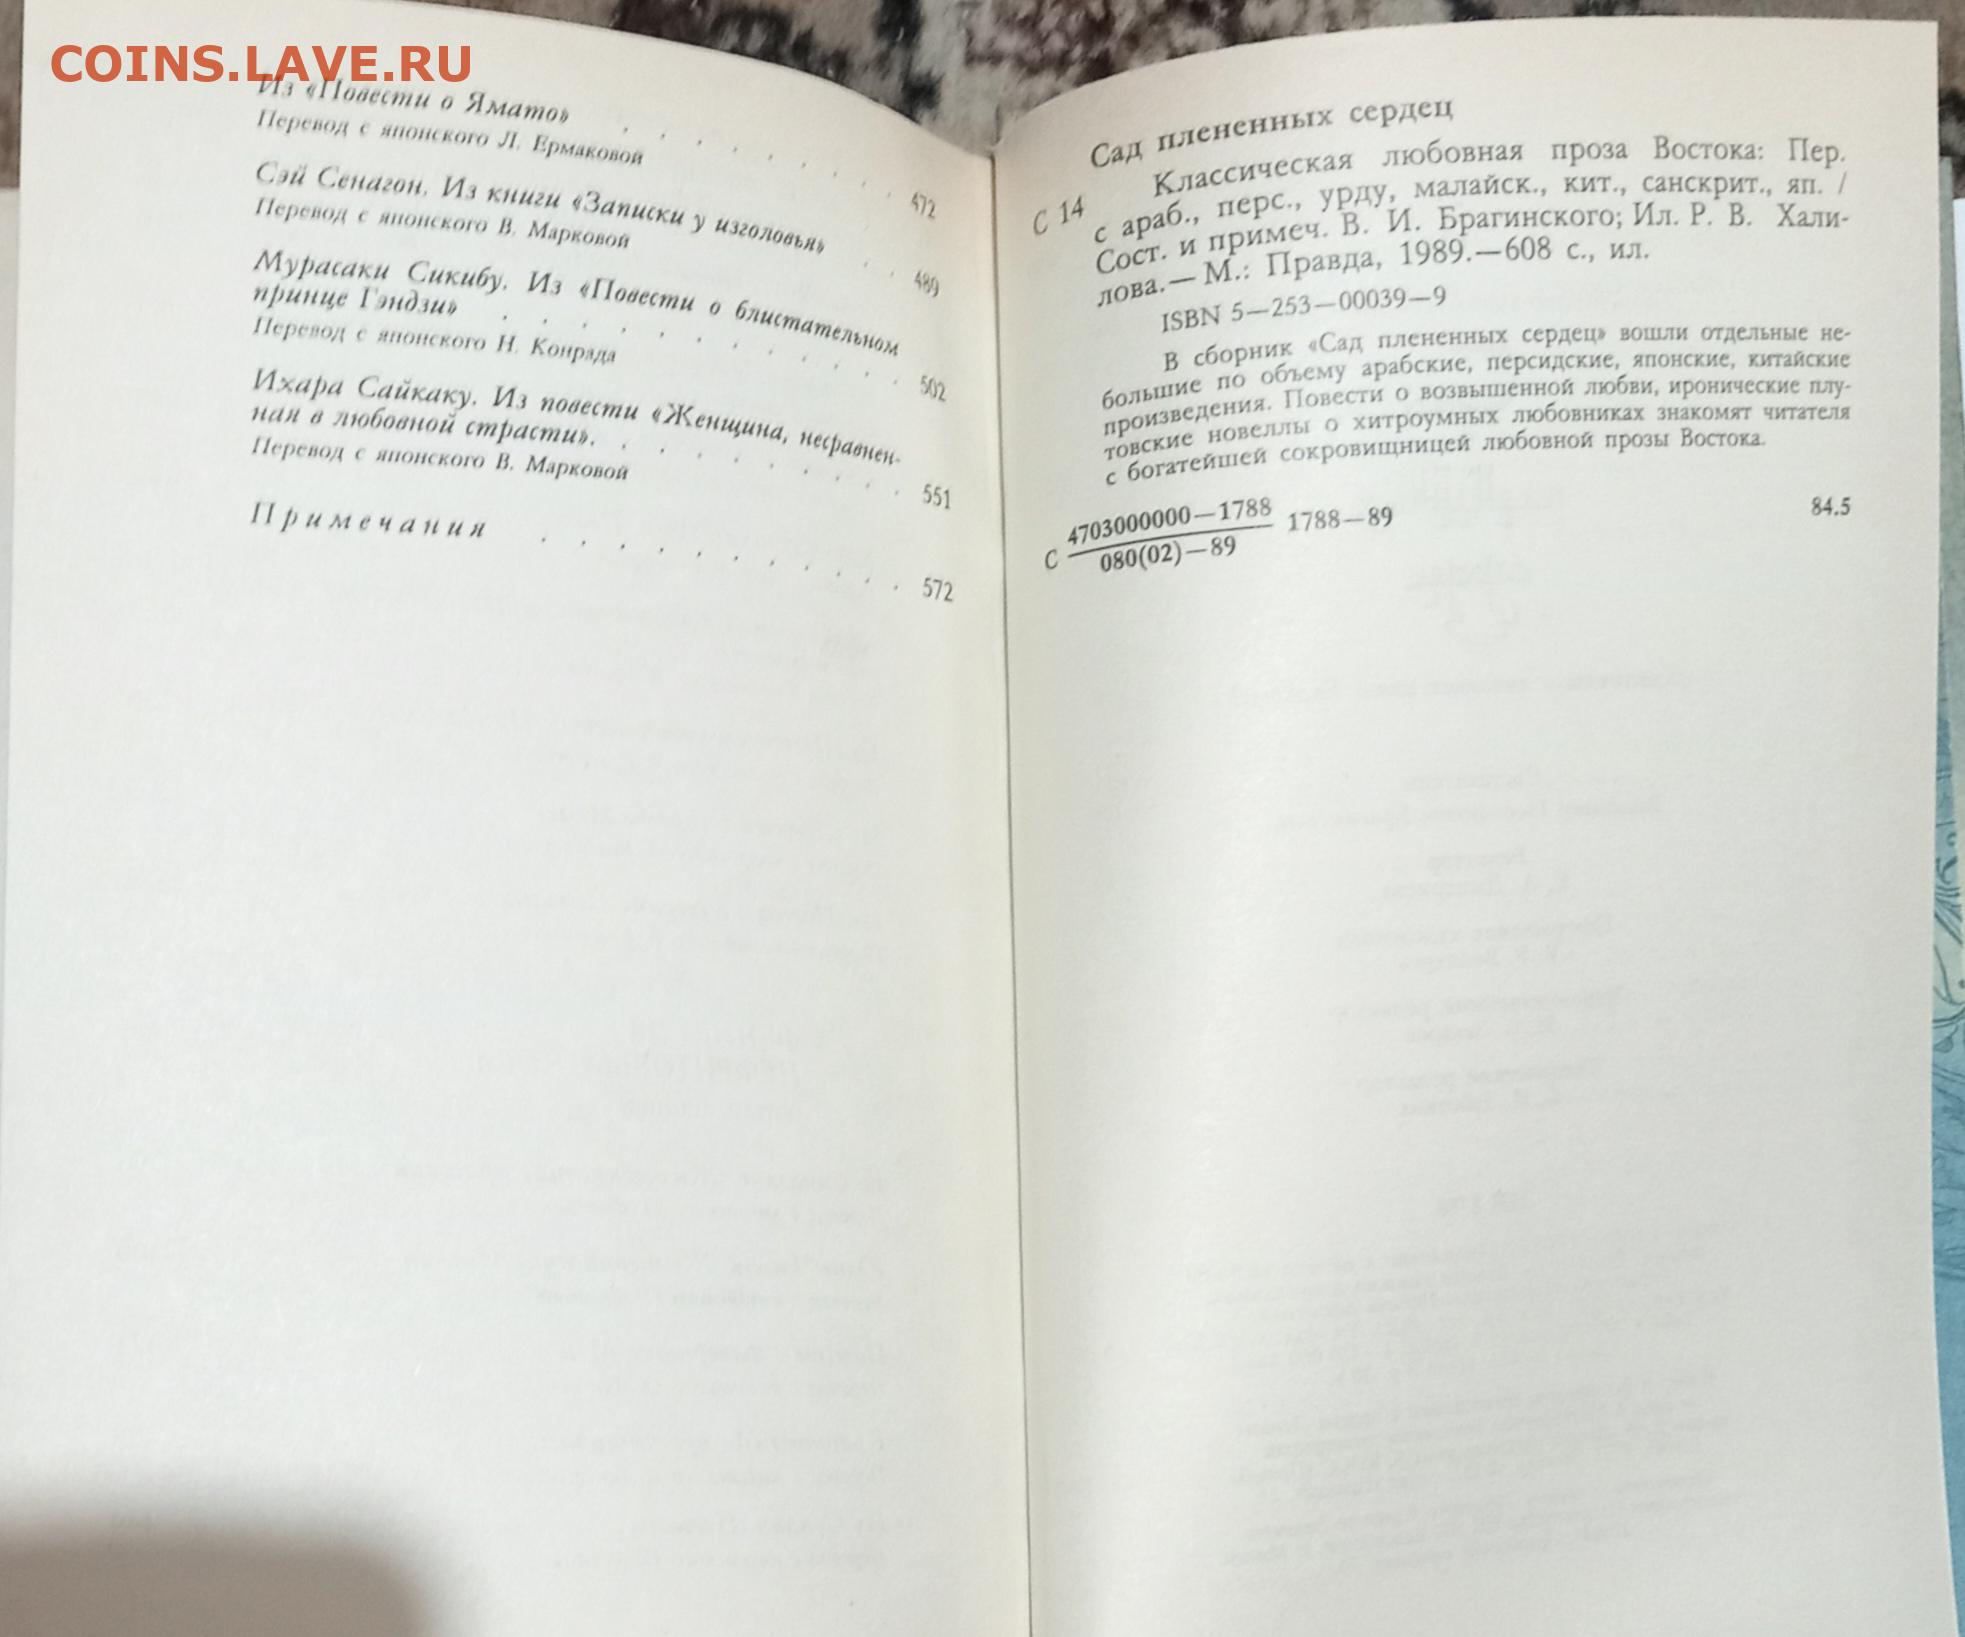 COINS.LAVE.RU
Из «Повести о Ямато» . . . . . . . . 472
Перевод с японского Л. Ермаковой
Сэй Сенагон. Из книги «Записки у изголовья» . . 489
Перевод с японского В. Марковой
Мурасаки Сикибу. Из «Повести о блистательном
принце Гэндзи» . . . . . . . . . . . 502
Перевод с японского Н. Конрада
Ихара Сайкаку. Из повести «Женщина, несравнен-
ная в любовной страсти». . . . . . . . . 551
Перевод с японского В. Марковой
Примечания . . . . . . . . . . 572
Сад плененных сердец
С 14 Классическая любовная проза Востока: Пер.
с араб., перс., урду, малайск., кит., санскрит., яп. /
Сост. и примеч. В. И. Брагинского; Ил. Р. В. Хали-
лова.— М.: Правда, 1989.—608 с., ил.
ISBN 5—253—00039—9
В сборник «Сад плененных сердец» вошли отдельные не-
большие по объему арабские, персидские, японские, китайские
произведения. Повести о возвышенной любви, иронические плу-
товские новеллы о хитроумных любовниках знакомят читателя
с богатейшей сокровищницей любовной прозы Востока.
4703000000—1788
С 1788—89 84.5
080(02)—89